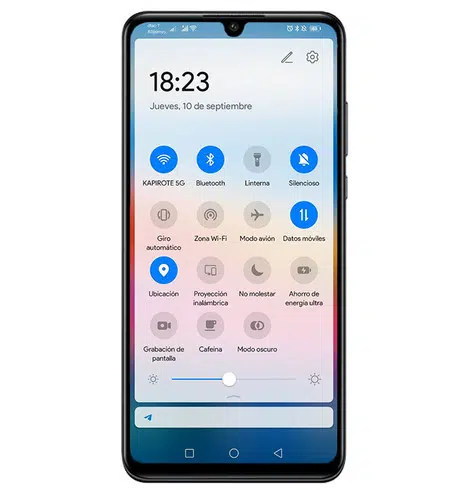 18:23
Jueves, 10 de septiembre
KAPIROTE 5G
Bluetooth
Linterna
Silencioso
Giro
automático
Zona Wi-Fi
Modo avión
Datos móviles
Ubicación
Proyección
inalámbrica
No molestar
Ahorro de
energía ultra
Grabación de
pantalla
Cafeína
Modo oscuro